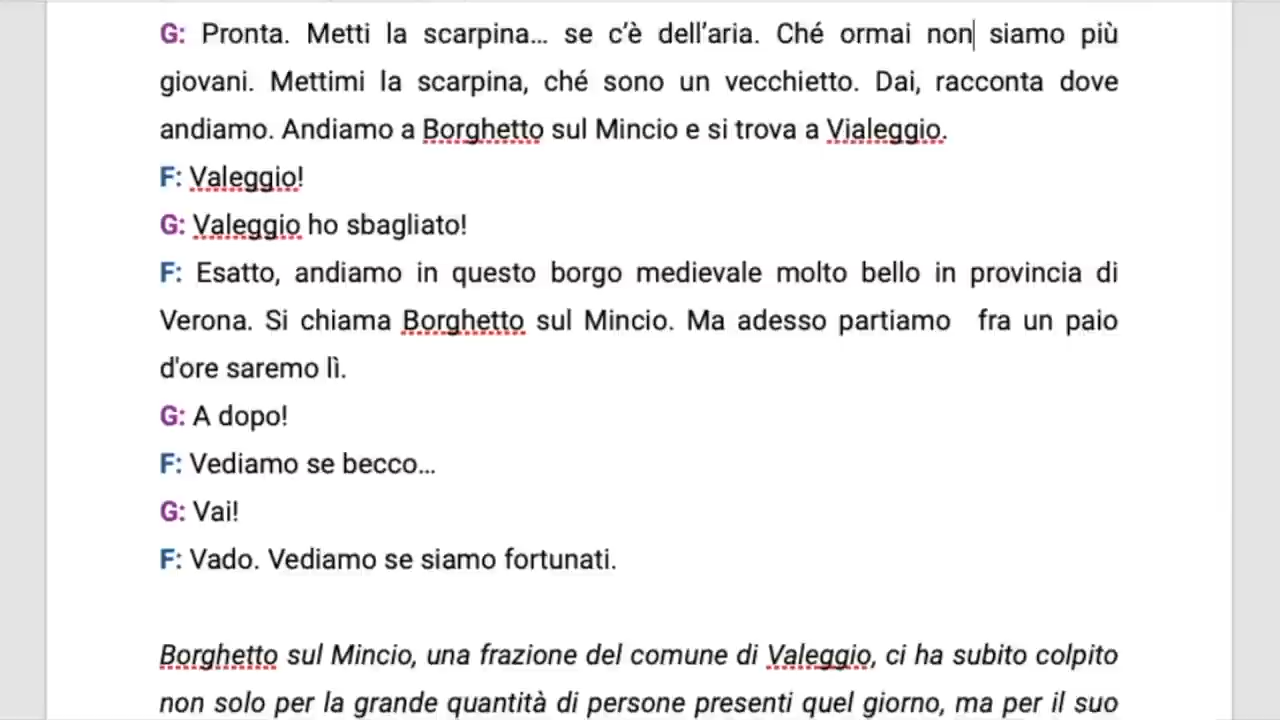 G: Pronta. Metti la scarpina... se c’è dell’aria. Ché ormai non siamo più
giovani. Mettimi la scarpina, ché sono un vecchietto. Dai, racconta dove
andiamo. Andiamo a Borghetto sul Mincio e si trova a Vialeggio.
F: Valeggio!
G: Valeggio ho sbagliato!
F: Esatto, andiamo in questo borgo medievale molto bello in provincia di
Verona. Si chiama Borghetto sul Mincio. Ma adesso partiamo  fra un paio
d'ore saremo lì.
G: A dopo!
F: Vediamo se becco...
G: Vai!
F: Vado. Vediamo se siamo fortunati.
Borghetto sul Mincio, una frazione del comune di Valeggio, ci ha subito colpito
non solo per la grande quantità di persone presenti quel giorno, ma per il suo